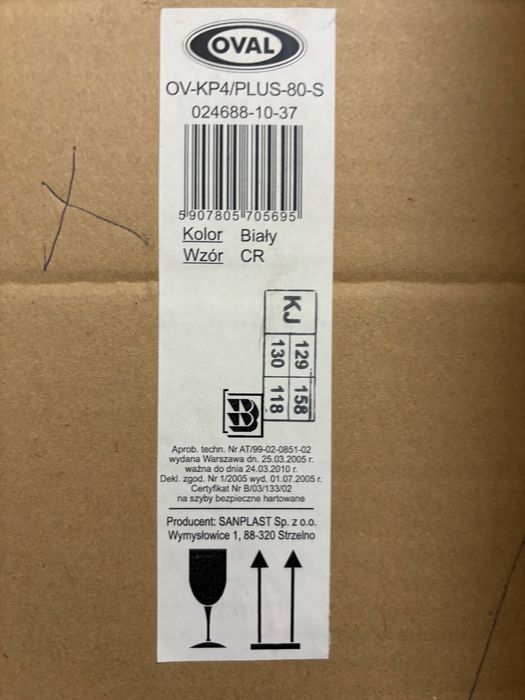 OVAL
OV-KP4/PLUS-80-S
024688-10-37
5 907805 705695
Kolor Biały
Wzór CR
KJ
129 158
130 118
B
Aprob. techn. Nr AT/99-02-0851-02
wydana Warszawa dn. 25.03.2005 r.
ważna do dnia 24.03.2010 r.
Dekl. zgod. Nr 1/2005 wyd. 01.07.2005 r.
Certyfikat Nr B/03/133/02
na szyby bezpieczne hartowane
Producent: SANPLAST Sp. z o.o.
Wymysłowice 1, 88-320 Strzelno